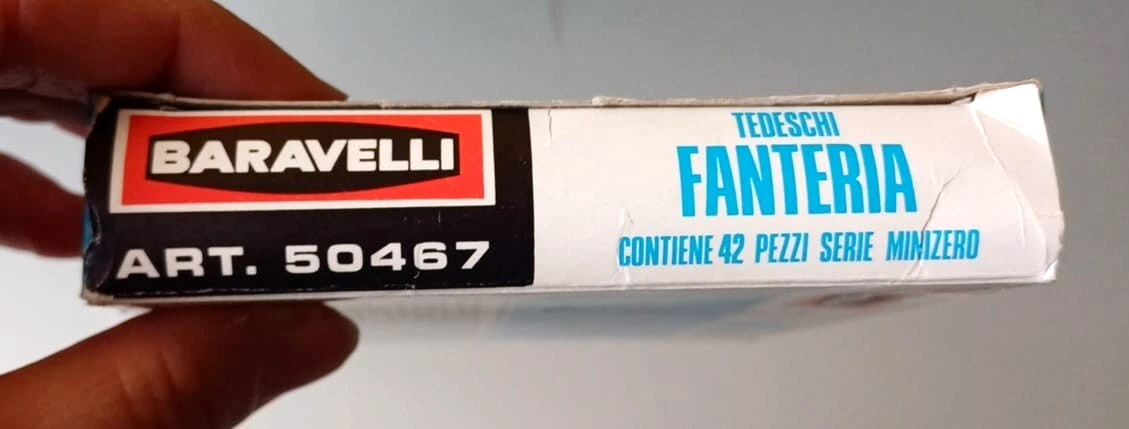 BARAVELLI
ART. 50467
TEDESCHI
FANTERIA
CONTIENE 42 PEZZI SERIE MINIZERO